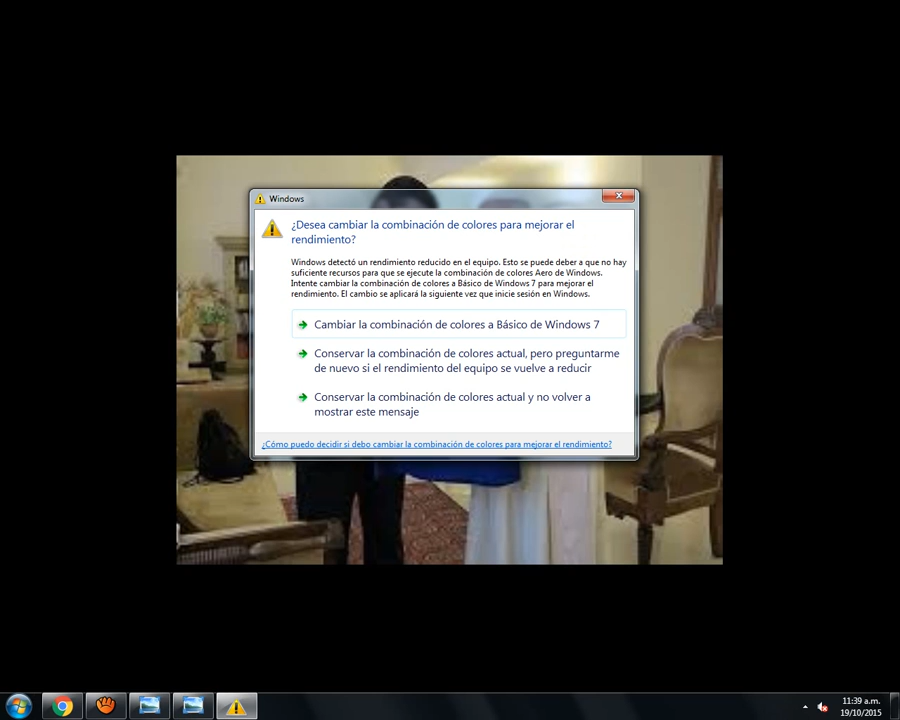 Windows
¿Desea cambiar la combinación de colores para mejorar el
rendimiento?
Windows detectó un rendimiento reducido en el equipo. Esto se puede deber a que no hay
suficiente recursos para que se ejecute la combinación de colores Aero de Windows.
Intente cambiar la combinación de colores a Básico de Windows 7 para mejorar el
rendimiento. El cambio se aplicará la siguiente vez que inicie sesión en Windows.
Cambiar la combinación de colores a Básico de Windows 7
Conservar la combinación de colores actual, pero preguntarme
de nuevo si el rendimiento del equipo se vuelve a reducir
Conservar la combinación de colores actual y no volver a
mostrar este mensaje
¿Cómo puedo decidir si debo cambiar la combinación de colores para mejorar el rendimiento?
11:39 a.m.
19/10/2015